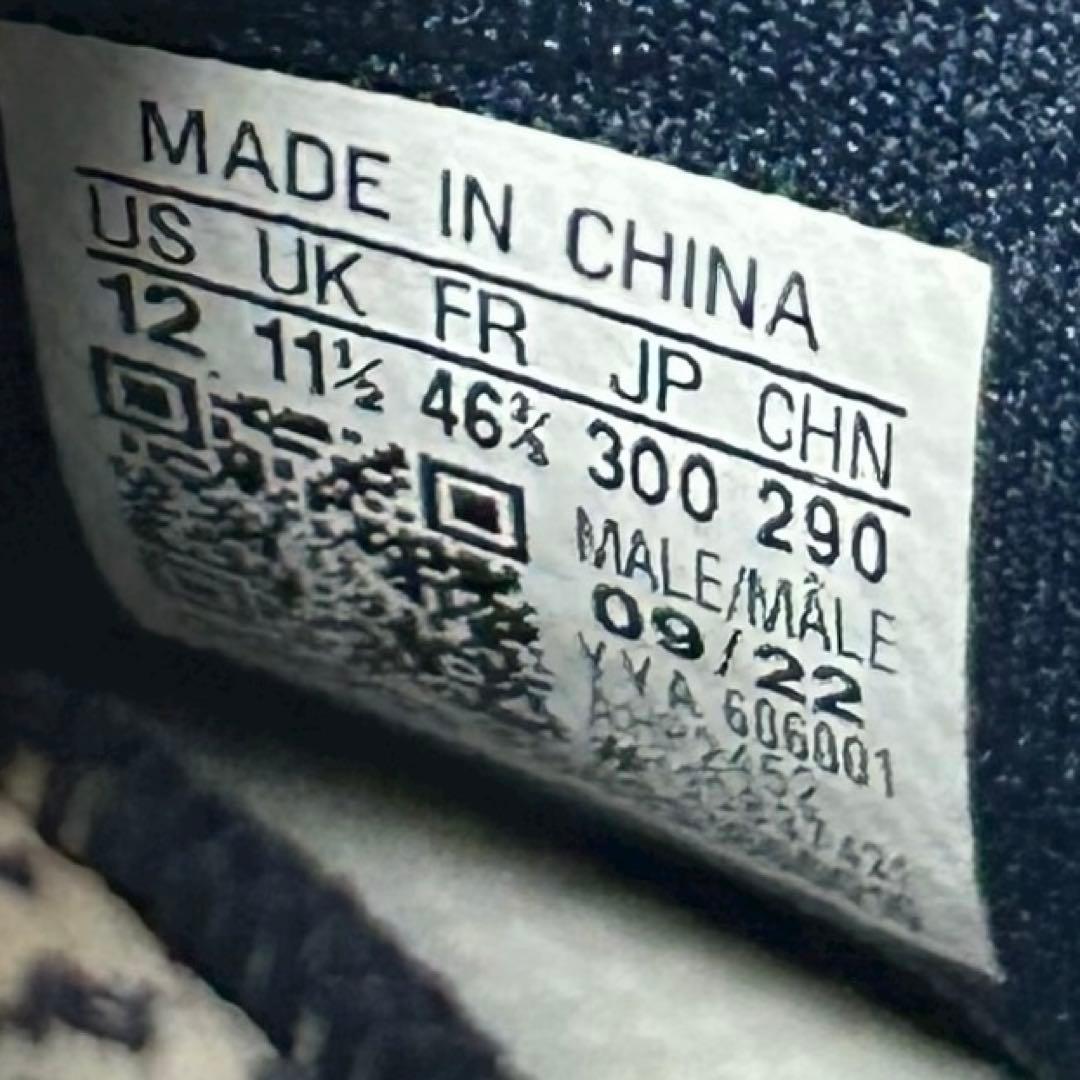 MADE IN CHINA
US UK FR JP CHN
12 11½ 46⅔ 300 290
MALE/MÂLE
09/22
YYA 606001